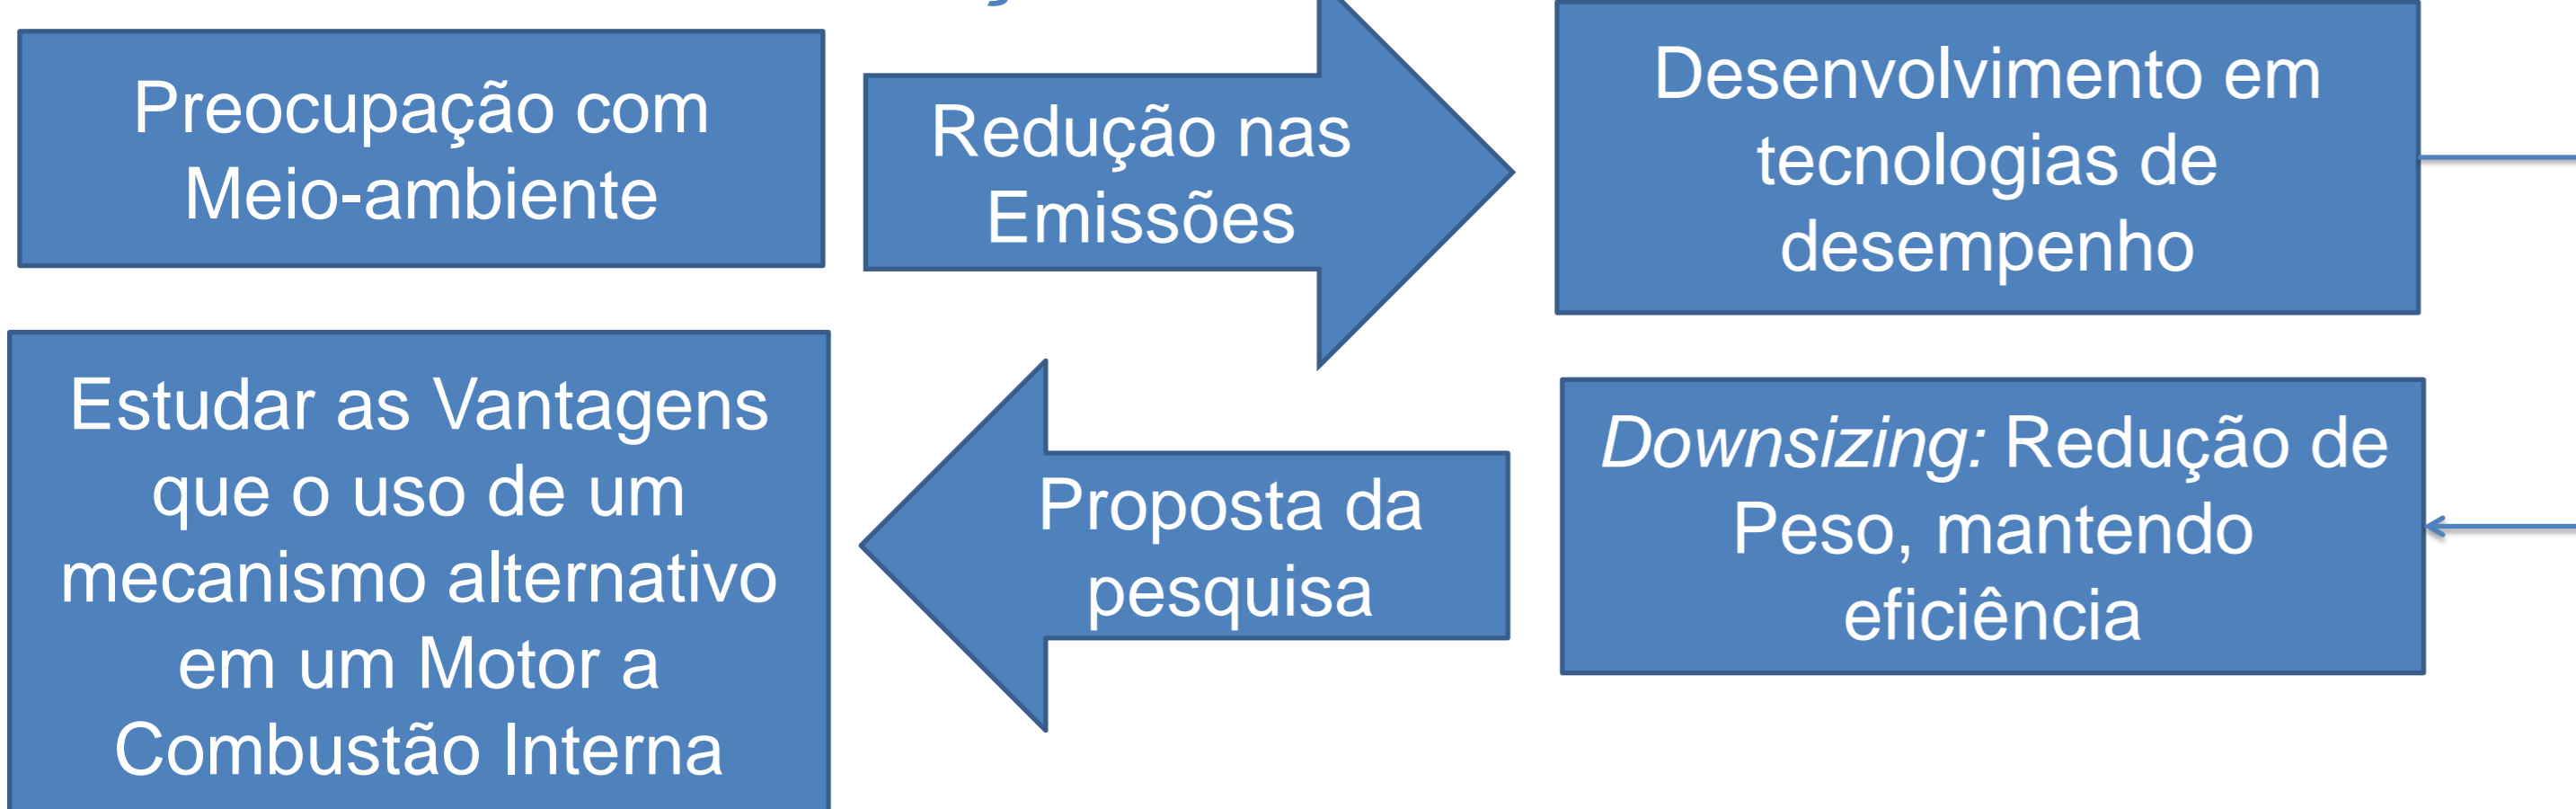 Preocupação com
Meio-ambiente
Redução nas
Emissões
Desenvolvimento em
tecnologias de
desempenho
Downsizing: Redução de
Peso, mantendo
eficiência
Proposta da
pesquisa
Estudar as Vantagens
que o uso de um
mecanismo alternativo
em um Motor a
Combustão Interna